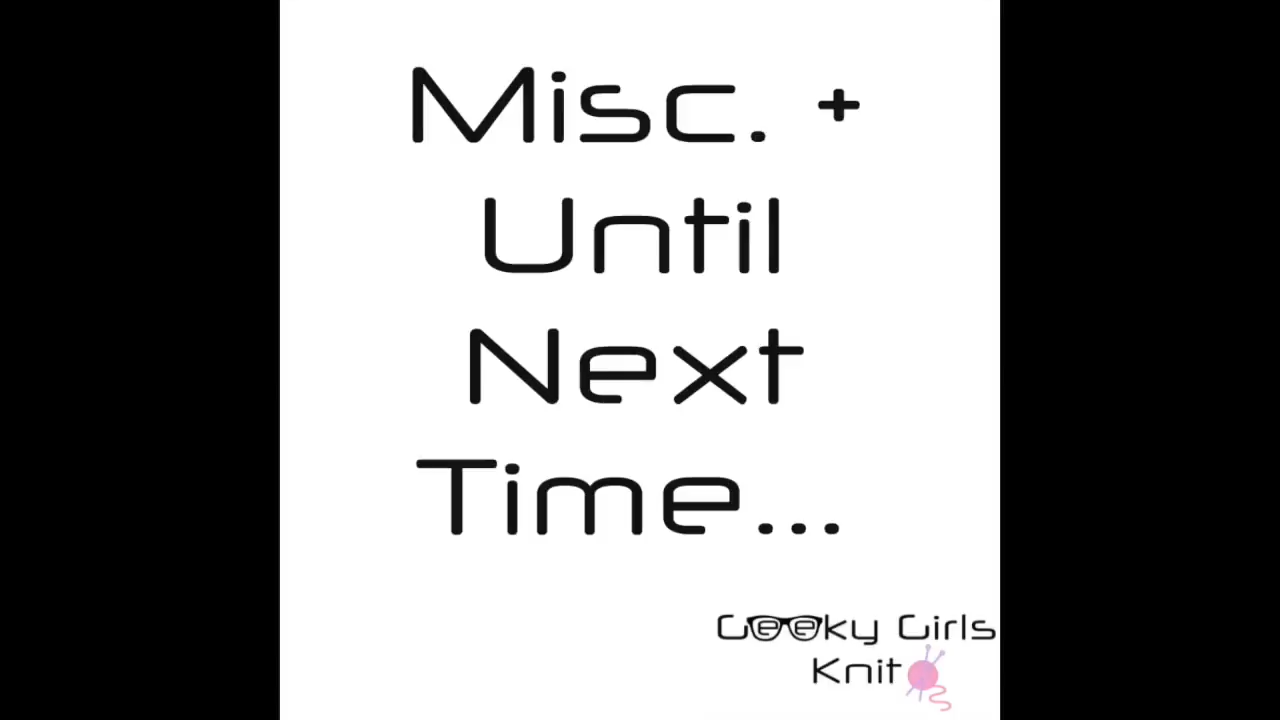 Misc. +
Until
Next
Time...
Geeky Girls
Knit